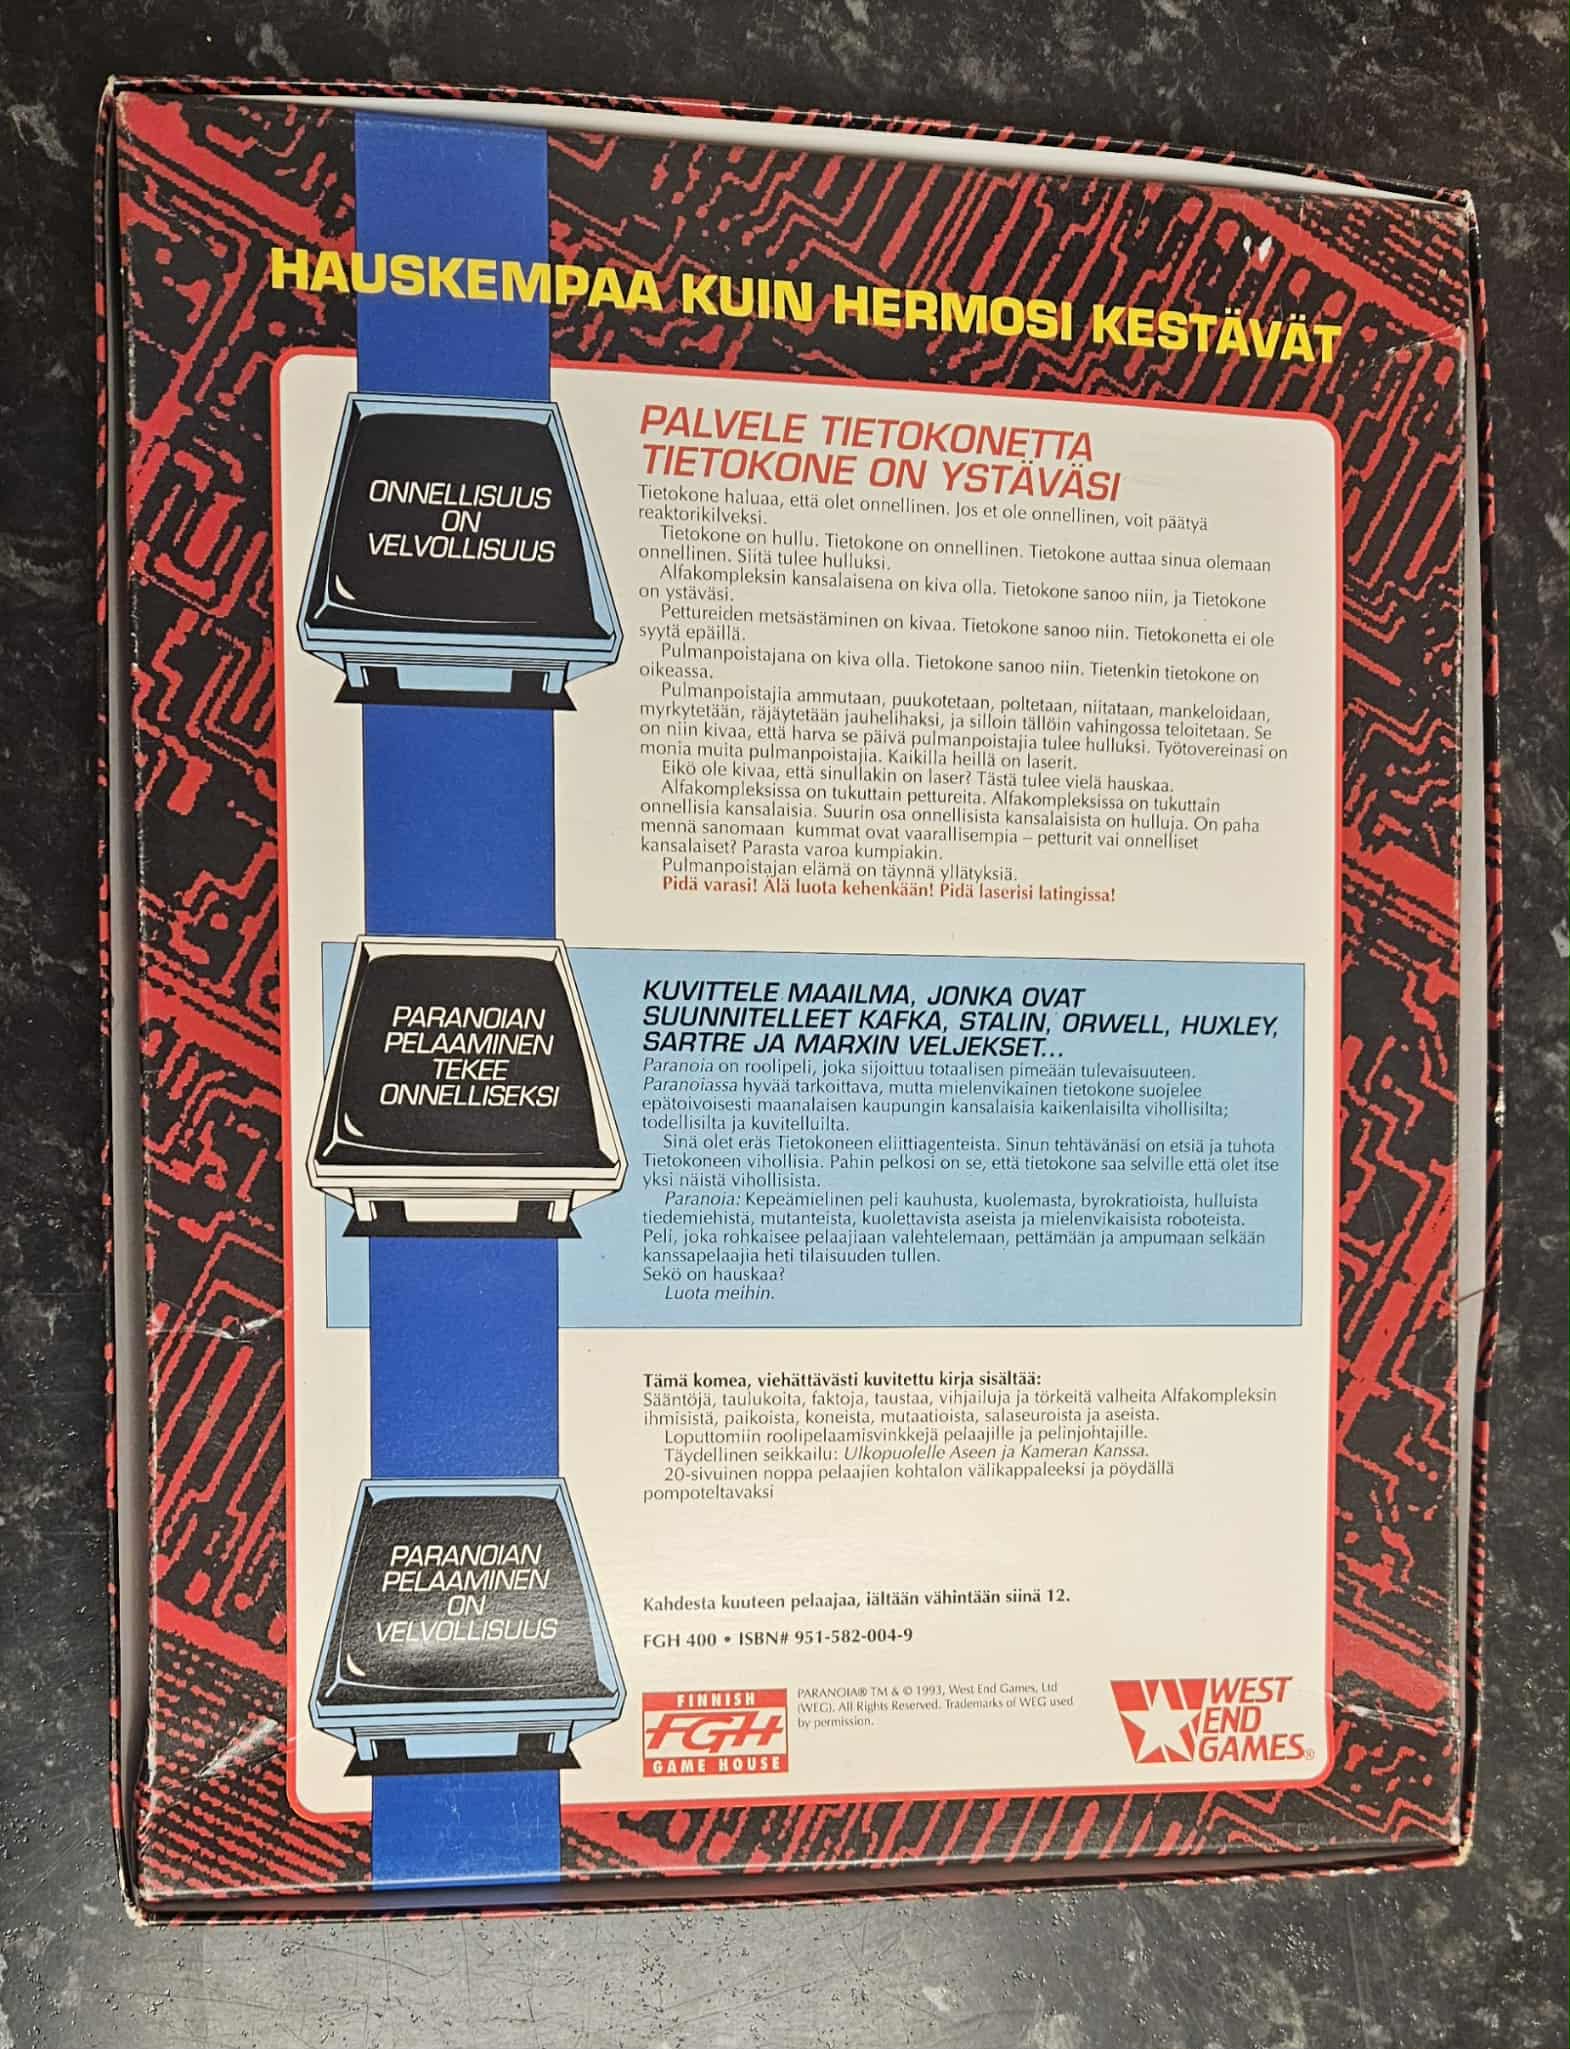 HAUSKEMPAA KUIN HERMOSI KESTÄVÄT
ONNELLISUUS
ON
VELVOLLISUUS
PALVELE TIETOKONETTA
TIETOKONE ON YSTÄVÄSI
Tietokone haluaa, että olet onnellinen. Jos et ole onnellinen, voit päätyä
reaktorikilveksi.
Tietokone on hullu. Tietokone on onnellinen. Tietokone auttaa sinua olemaan
onnellinen. Siitä tulee hulluksi.
Alfakompleksin kansalaisena on kiva olla. Tietokone sanoo niin, ja Tietokone
on ystäväsi.
Pettureiden metsästäminen on kivaa. Tietokone sanoo niin. Tietokonetta ei ole
syytä epäillä.
Pulmanpoistajana on kiva olla. Tietokone sanoo niin. Tietenkin tietokone on
oikeassa.
Pulmanpoistajia ammutaan, puukotetaan, poltetaan, niitataan, mankeloidaan,
myrkytetään, räjäytetään jauhelihaksi, ja silloin tällöin vahingossa teloitetaan. Se
on niin kivaa, että harva se päivä pulmanpoistajia tulee hulluksi. Työtovereinasi on
monia muita pulmanpoistajia. Kaikilla heillä on laserit.
Eikö ole kivaa, että sinullakin on laser? Tästä tulee vielä hauskaa.
Alfakompleksissa on tukuttain pettureita. Alfakompleksissa on tukuttain
onnellisia kansalaisia. Suurin osa onnellisista kansalaisista on hulluja. On paha
mennä sanomaan kummat ovat vaarallisempia – petturit vai onnelliset
kansalaiset? Parasta varoa kumpiakin.
Pulmanpoistajan elämä on täynnä yllätyksiä.
Pidä varasi! Älä luota kehenkään! Pidä laserisi latingissa!
PARANOIAN
PELAAMINEN
TEKEE
ONNELLISEKSI
KUVITTELE MAAILMA, JONKA OVAT
SUUNNITELLEET KAFKA, STALIN, ORWELL, HUXLEY,
SARTRE JA MARXIN VELJEKSET...
Paranoia on roolipeli, joka sijoittuu totaalisen pimeään tulevaisuuteen.
Paranoiassa hyvää tarkoittava, mutta mielenvikainen tietokone suojelee
epätoivoisesti maanalaisen kaupungin kansalaisia kaikenlaisilta vihollisilta;
todellisilta ja kuvitelluilta.
Sinä olet eräs Tietokoneen eliittiagenteista. Sinun tehtävänäsi on etsiä ja tuhota
Tietokoneen vihollisia. Pahin pelkosi on se, että tietokone saa selville että olet itse
yksi näistä vihollisista.
Paranoia: Kepeämielinen peli kauhusta, kuolemasta, byrokratioista, hulluista
tiedemiehistä, mutanteista, kuolettavista aseista ja mielenvikaisista roboteista.
Peli, joka rohkaisee pelaajiaan valehtelemaan, pettämään ja ampumaan selkään
kanssapelaajia heti tilaisuuden tullen.
Sekö on hauskaa?
Luota meihin.
Tämä komea, viehättävästi kuvitettu kirja sisältää:
Sääntöjä, taulukoita, faktoja, taustaa, vihjailuja ja törkeitä valheita Alfakompleksin
ihmisistä, paikoista, koneista, mutaatioista, salaseuroista ja aseista.
Loputtomiin roolipelaamisvinkkejä pelaajille ja pelinjohtajille.
Täydellinen seikkailu: Ulkopuolelle Aseen ja Kameran Kanssa.
20-sivuinen noppa pelaajien kohtalon välikappaleeksi ja pöydällä
pompoteltavaksi
PARANOIAN
PELAAMINEN
ON
VELVOLLISUUS
Kahdesta kuuteen pelaajaa, iältään vähintään siinä 12.
FGH 400 • ISBN# 951-582-004-9
FINNISH
FGH
GAME HOUSE
PARANOIA® TM & © 1993, West End Games, Ltd
(WEG). All Rights Reserved. Trademarks of WEG used
by permission.
WEST
END
GAMES®